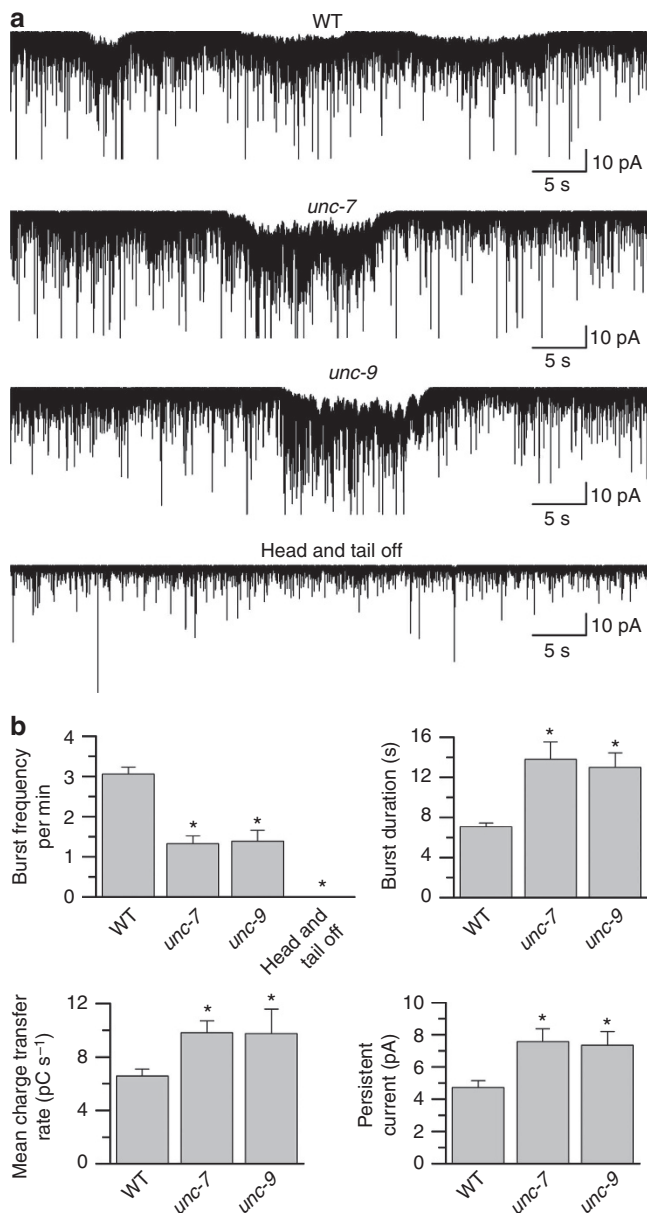 a
WT
10 pA
5 s
unc-7
10 pA
5 s
unc-9
10 pA
5 s
Head and tail off
10 pA
5 s
b
Burst frequency
per min
4
3
2
1
0
WT
unc-7
unc-9
Head and
tail off
*
*
*
Burst duration (s)
16
12
8
4
0
WT
unc-7
unc-9
*
*
Mean charge transfer
rate (pC s⁻¹)
12
9
6
3
0
WT
unc-7
unc-9
*
*
Persistent
current (pA)
10
8
6
4
2
0
WT
unc-7
unc-9
*
*